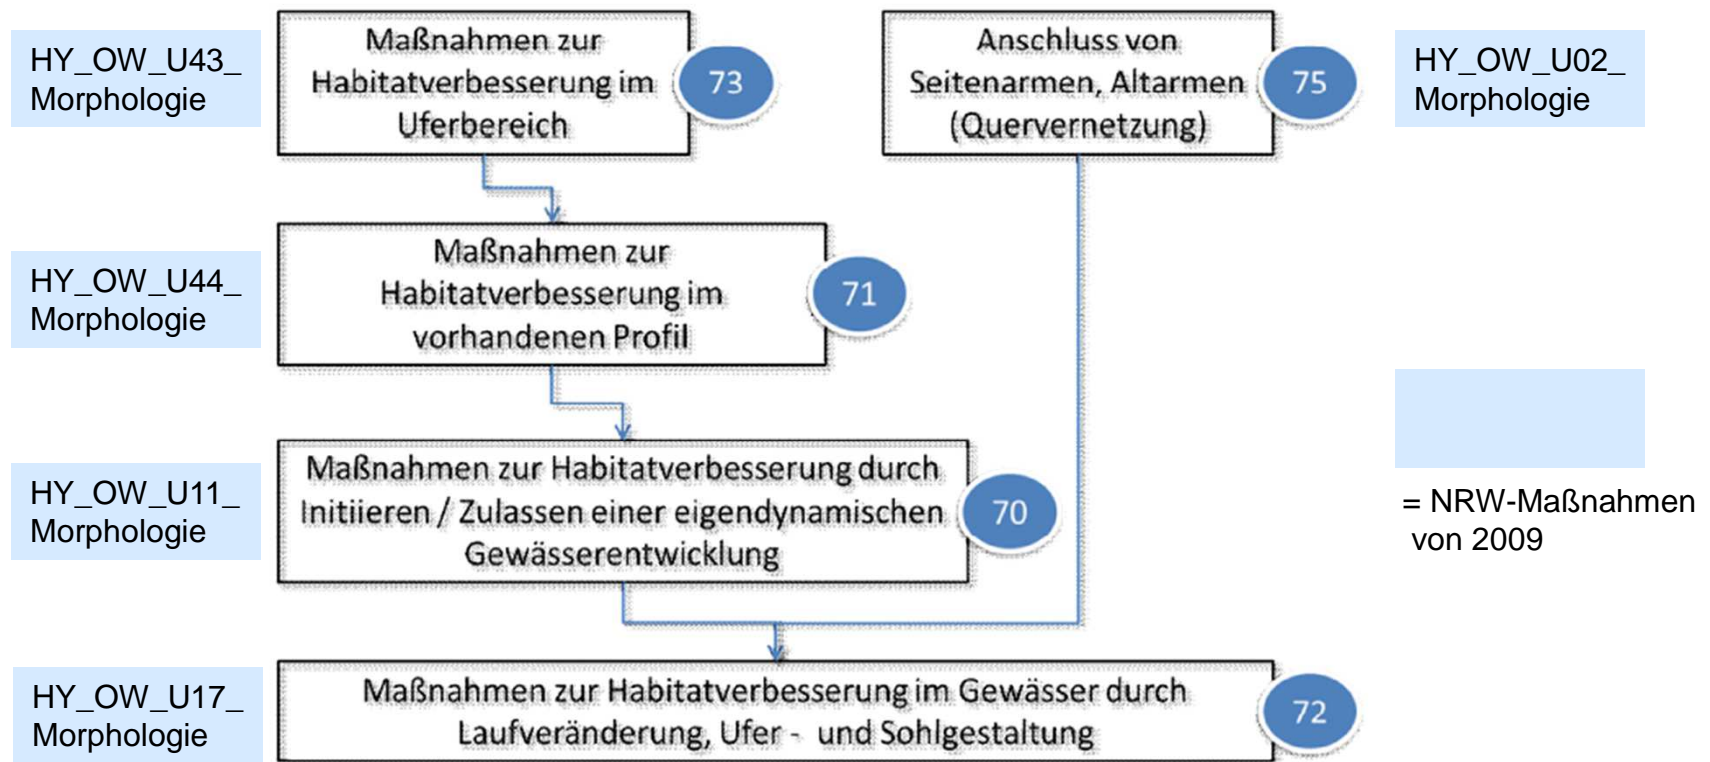 HY_OW_U43_
Morphologie
Maßnahmen zur
Habitatverbesserung im
Uferbereich
73
Anschluss von
Seitenarmen, Altarmen
(Quervernetzung)
75
HY_OW_U02_
Morphologie
HY_OW_U44_
Morphologie
Maßnahmen zur
Habitatverbesserung im
vorhandenen Profil
71
HY_OW_U11_
Morphologie
Maßnahmen zur Habitatverbesserung durch
Initiieren / Zulassen einer eigendynamischen
Gewässerentwicklung
70
= NRW-Maßnahmen
von 2009
HY_OW_U17_
Morphologie
Maßnahmen zur Habitatverbesserung im Gewässer durch
Laufveränderung, Ufer - und Sohlgestaltung
72